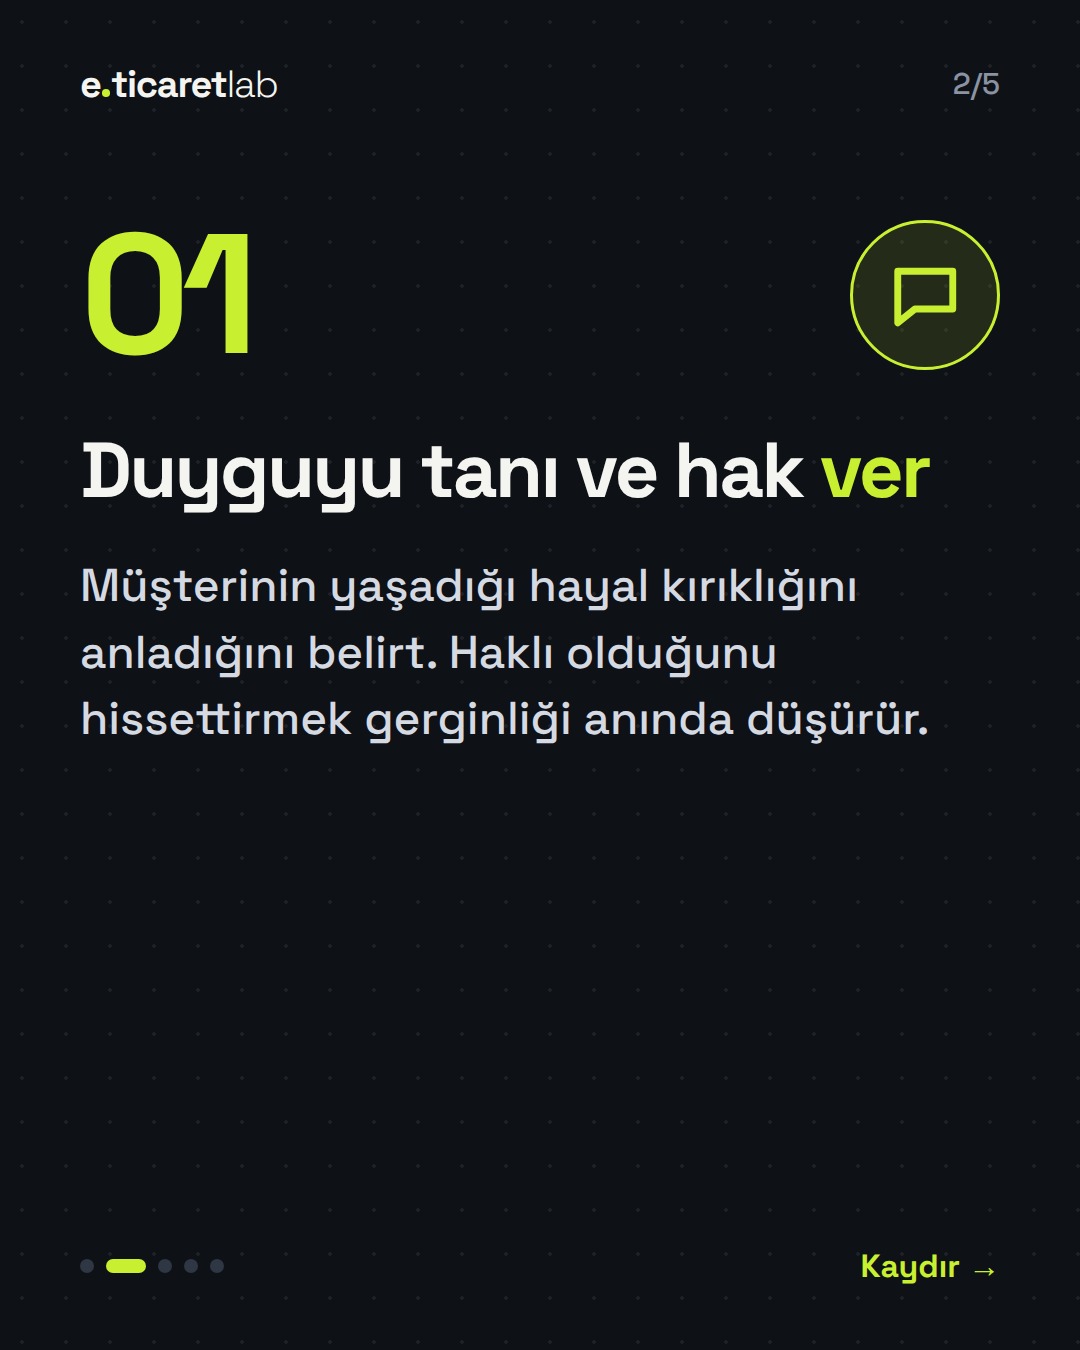 e.ticaretlab
2/5
01
Duyguyu tanı ve hak ver
Müşterinin yaşadığı hayal kırıklığını
anladığını belirt. Haklı olduğunu
hissettirmek gerginliği anında düşürür.
Kaydır →